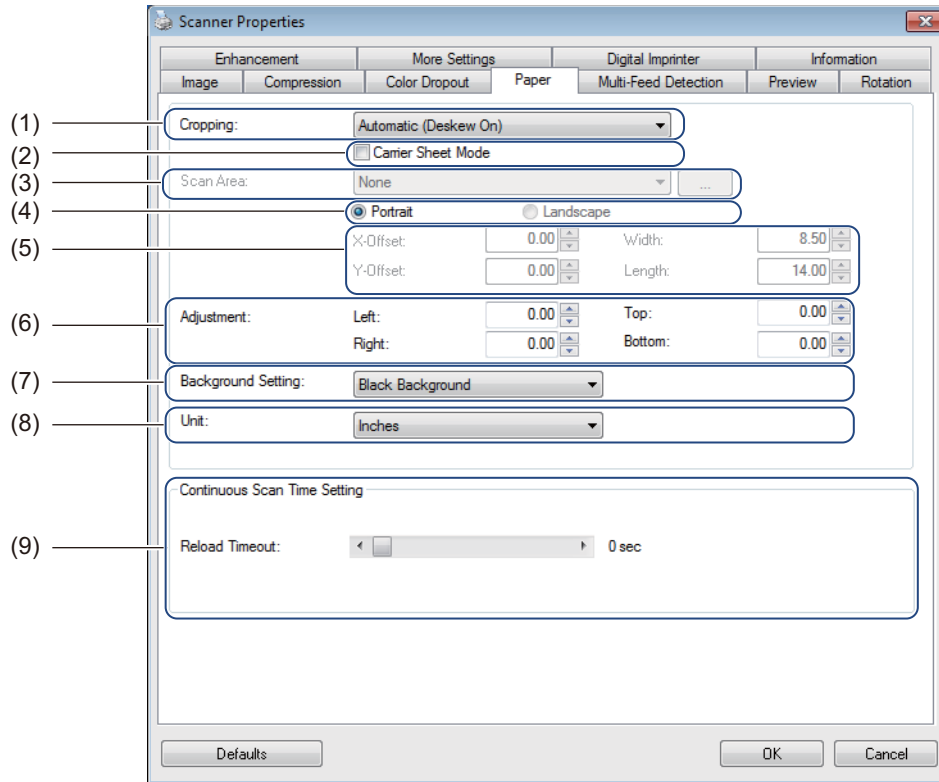 Scanner Properties
Enhancement More Settings Digital Imprinter Information
Image Compression Color Dropout Paper Multi-Feed Detection Preview Rotation
(1) Cropping: Automatic (Deskew On)
(2) Carrier Sheet Mode
(3) Scan Area: None ...
(4) Portrait Landscape
(5) X-Offset: 0.00 Width: 8.50
Y-Offset: 0.00 Length: 14.00
(6) Adjustment: Left: 0.00 Top: 0.00
Right: 0.00 Bottom: 0.00
(7) Background Setting: Black Background
(8) Unit: Inches
Continuous Scan Time Setting
(9) Reload Timeout: 0 sec
Defaults OK Cancel